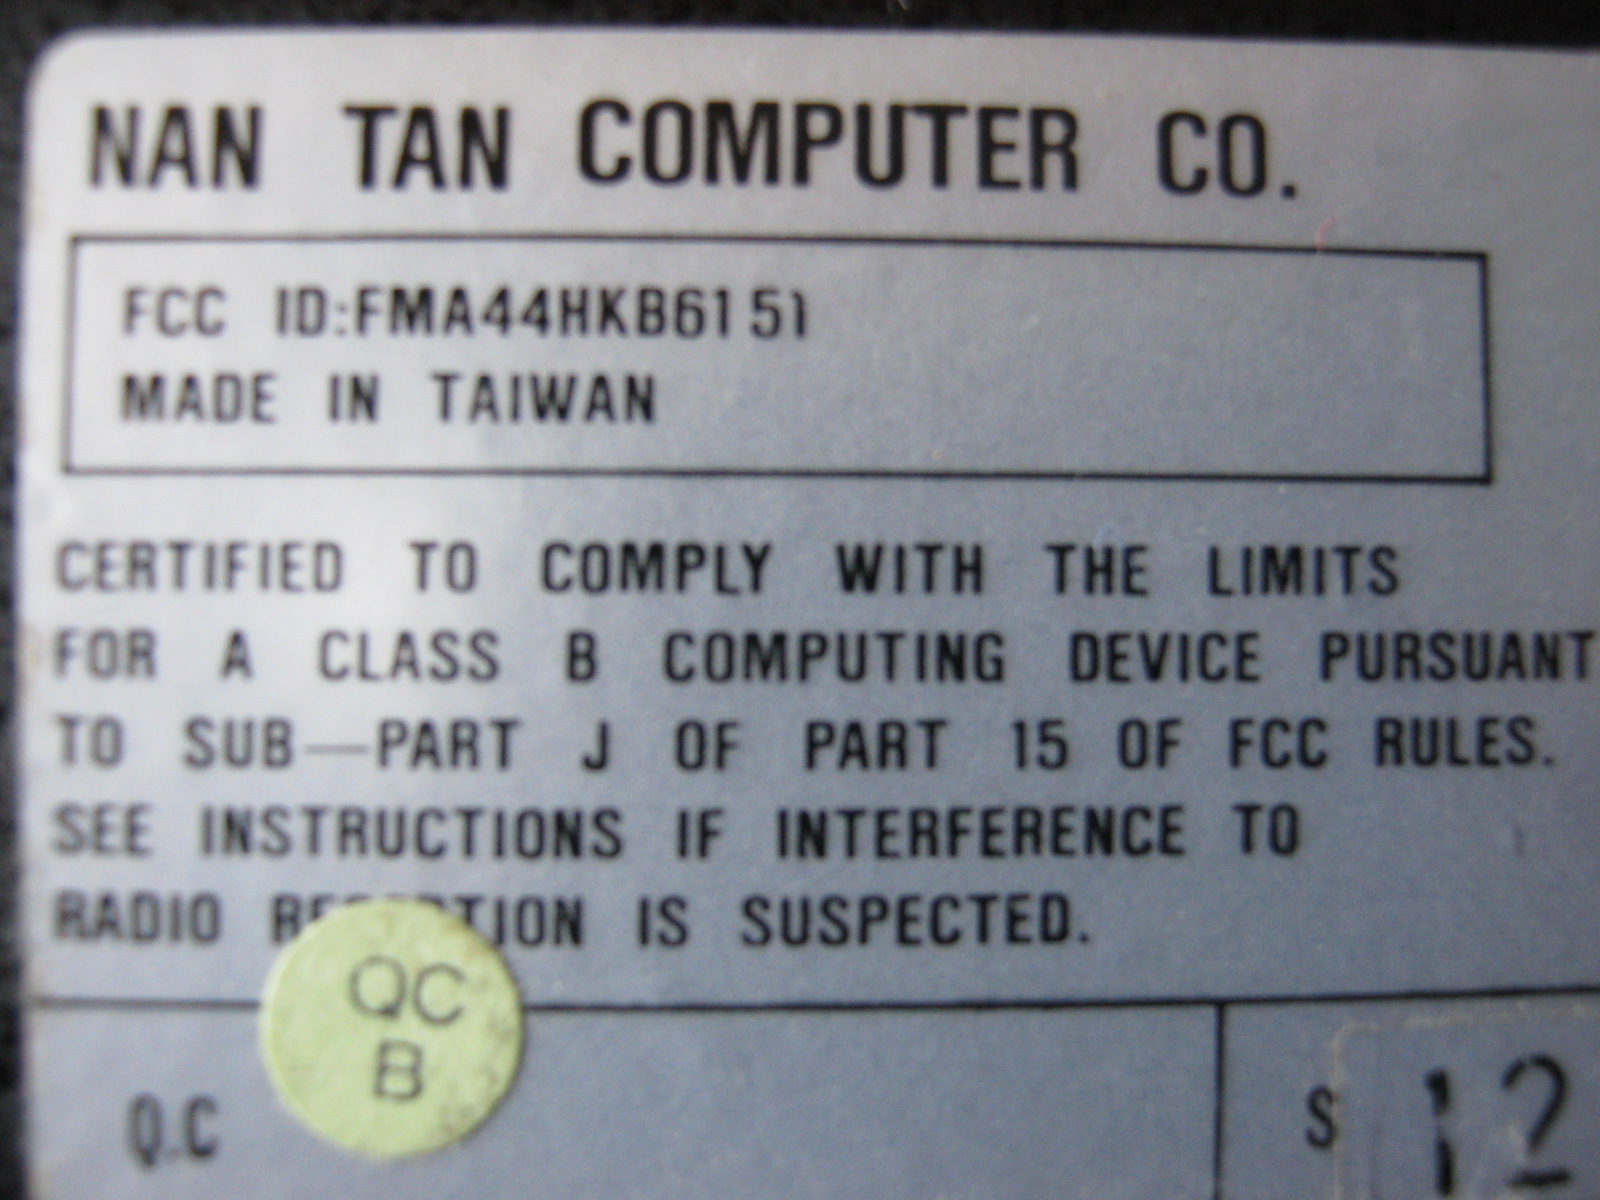 NAN TAN COMPUTER CO.
FCC ID:FMA44HKB6151
MADE IN TAIWAN
CERTIFIED TO COMPLY WITH THE LIMITS
FOR A CLASS B COMPUTING DEVICE PURSUANT
TO SUB—PART J OF PART 15 OF FCC RULES.
SEE INSTRUCTIONS IF INTERFERENCE TO
RADIO RECEPTION IS SUSPECTED.
QC
B
Q.C
S 12